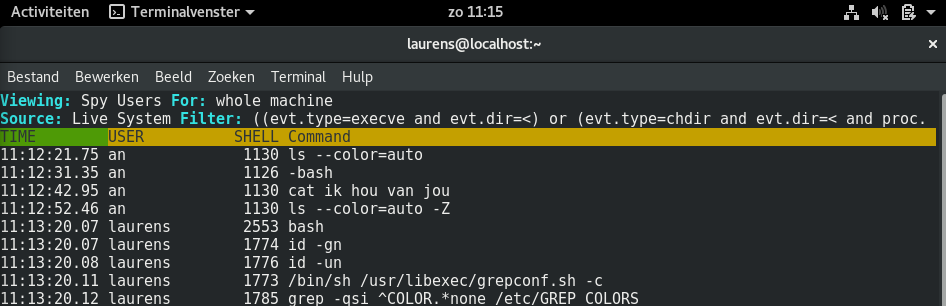 Activiteiten Terminalvenster zo 11:15
laurens@localhost:~ ×
Bestand Bewerken Beeld Zoeken Terminal Hulp
Viewing: Spy Users For: whole machine
Source: Live System Filter: ((evt.type=execve and evt.dir=<) or (evt.type=chdir and evt.dir=< and proc.
TIME USER SHELL Command
11:12:21.75 an 1130 ls --color=auto
11:12:31.35 an 1126 -bash
11:12:42.95 an 1130 cat ik hou van jou
11:12:52.46 an 1130 ls --color=auto -Z
11:13:20.07 laurens 2553 bash
11:13:20.07 laurens 1774 id -gn
11:13:20.08 laurens 1776 id -un
11:13:20.11 laurens 1773 /bin/sh /usr/libexec/grepconf.sh -c
11:13:20.12 laurens 1785 grep -qsi ^COLOR.*none /etc/GREP_COLORS